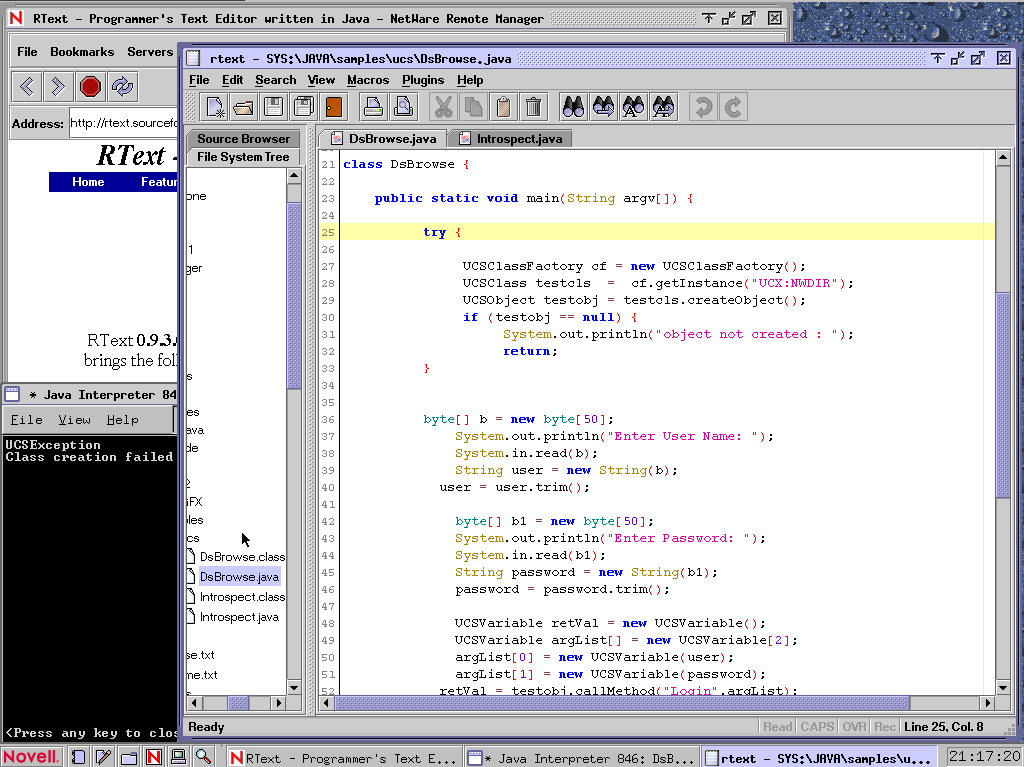 RText - Programmer's Text Editor written in Java - NetWare Remote Manager
File Bookmarks Servers
Address: http://rtext.sourcefo
RText -
Home Featur
RText 0.9.3.
brings the foll
* Java Interpreter 846
File View Help
UCSException
Class creation failed
<Press any key to clos
rtext - SYS:\JAVA\samples\ucs\DsBrowse.java
File Edit Search View Macros Plugins Help
Source Browser
File System Tree
one
1
ger
s
es
ava
de
2
iFX
les
cs
DsBrowse.class
DsBrowse.java
Introspect.class
Introspect.java
se.txt
me.txt
DsBrowse.java Introspect.java
21 class DsBrowse {
22
23 public static void main(String argv[]) {
24
25 try {
26
27 UCSClassFactory cf = new UCSClassFactory();
28 UCSClass testcls = cf.getInstance("UCX:NWDIR");
29 UCSObject testobj = testcls.createObject();
30 if (testobj == null) {
31 System.out.println("object not created : ");
32 return;
33 }
34
35
36 byte[] b = new byte[50];
37 System.out.println("Enter User Name: ");
38 System.in.read(b);
39 String user = new String(b);
40 user = user.trim();
41
42 byte[] b1 = new byte[50];
43 System.out.println("Enter Password: ");
44 System.in.read(b1);
45 String password = new String(b1);
46 password = password.trim();
47
48 UCSVariable retVal = new UCSVariable();
49 UCSVariable argList[] = new UCSVariable[2];
50 argList[0] = new UCSVariable(user);
51 argList[1] = new UCSVariable(password);
52 retVal = testobj.callMethod("Login",argList);
Ready Read CAPS OVR Rec Line 25, Col. 8
Novell. RText - Programmer's Text E... * Java Interpreter 846: DsB... rtext - SYS:\JAVA\samples\u... 21:17:20